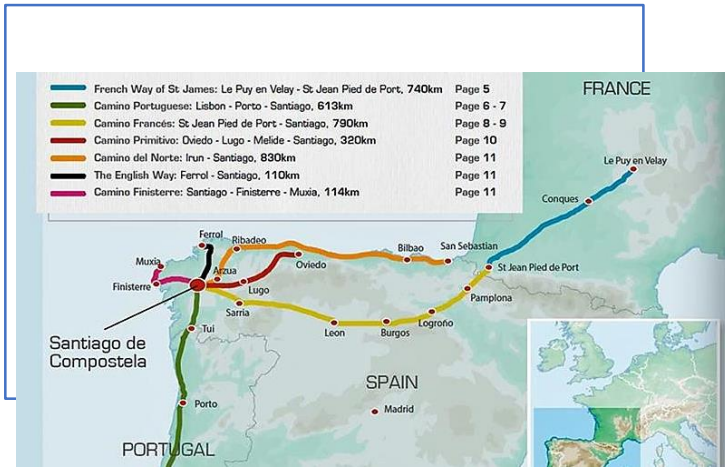 French Way of St James: Le Puy en Velay - St Jean Pied de Port, 740km Page 5
Camino Portuguese: Lisbon - Porto - Santiago, 613km Page 6 - 7
Camino Francés: St Jean Pied de Port - Santiago, 790km Page 8 - 9
Camino Primitivo: Oviedo - Lugo - Melide - Santiago, 320km Page 10
Camino del Norte: Irun - Santiago, 830km Page 11
The English Way: Ferrol - Santiago, 110km Page 11
Camino Finisterre: Santiago - Finisterre - Muxia, 114km Page 11
FRANCE
Le Puy en Velay
Conques
Ferrol
Ribadeo
Bilbao
San Sebastian
Muxia
Arzua
Oviedo
St Jean Pied de Port
Finisterre
Lugo
Pamplona
Sarria
Logroño
Leon
Burgos
Tui
Santiago de
Compostela
SPAIN
Porto
Madrid
PORTUGAL